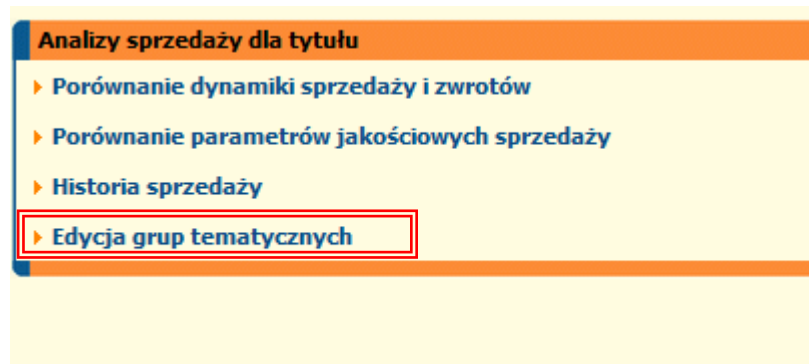 Analizy sprzedaży dla tytułu
Porównanie dynamiki sprzedaży i zwrotów
Porównanie parametrów jakościowych sprzedaży
Historia sprzedaży
Edycja grup tematycznych